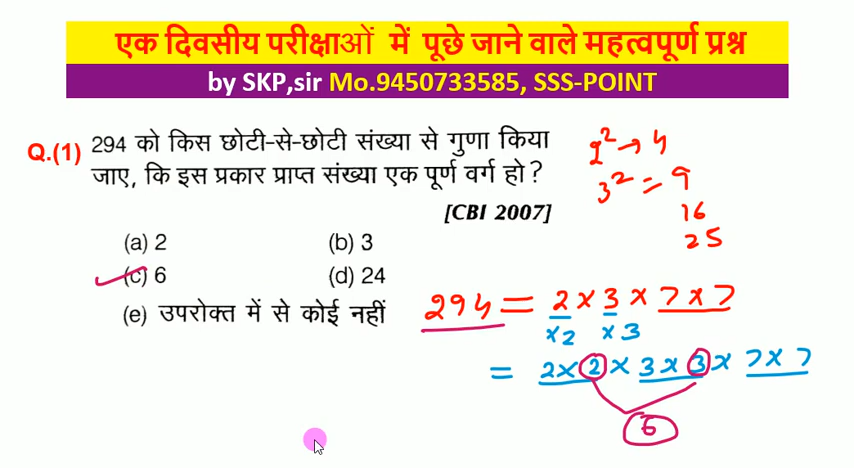 एक दिवसीय परीक्षाओं में पूछे जाने वाले महत्वपूर्ण प्रश्न
by SKP,sir Mo.9450733585, SSS-POINT
Q.(1) 294 को किस छोटी-से-छोटी संख्या से गुणा किया
जाए, कि इस प्रकार प्राप्त संख्या एक पूर्ण वर्ग हो?
[CBI 2007]
(a) 2 (b) 3
(c) 6 (d) 24
(e) उपरोक्त में से कोई नहीं
2² → 4
3² = 9
16
25
294 = 2 × 3 × 7 × 7
×2 ×3
= 2 × 2 × 3 × 3 × 7 × 7
6